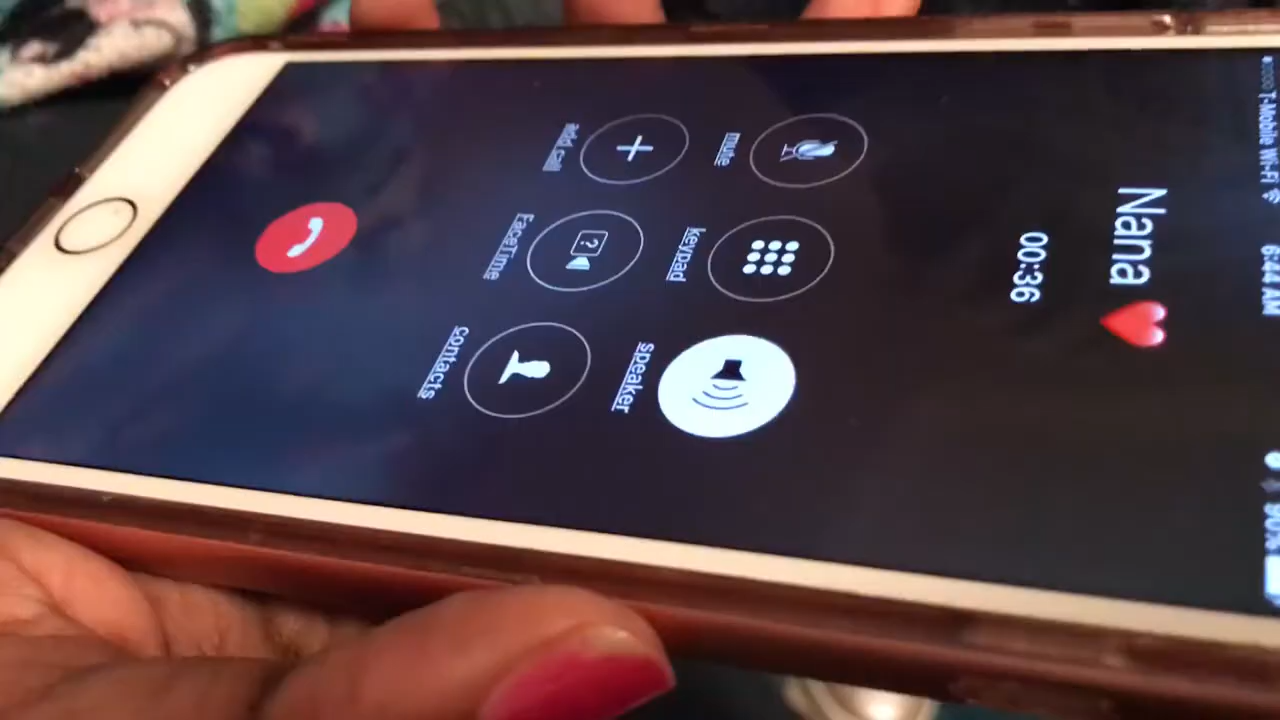 T-Mobile Wi-Fi 6:44 AM
Nana ❤️
00:36
mute keypad speaker
add call FaceTime contacts